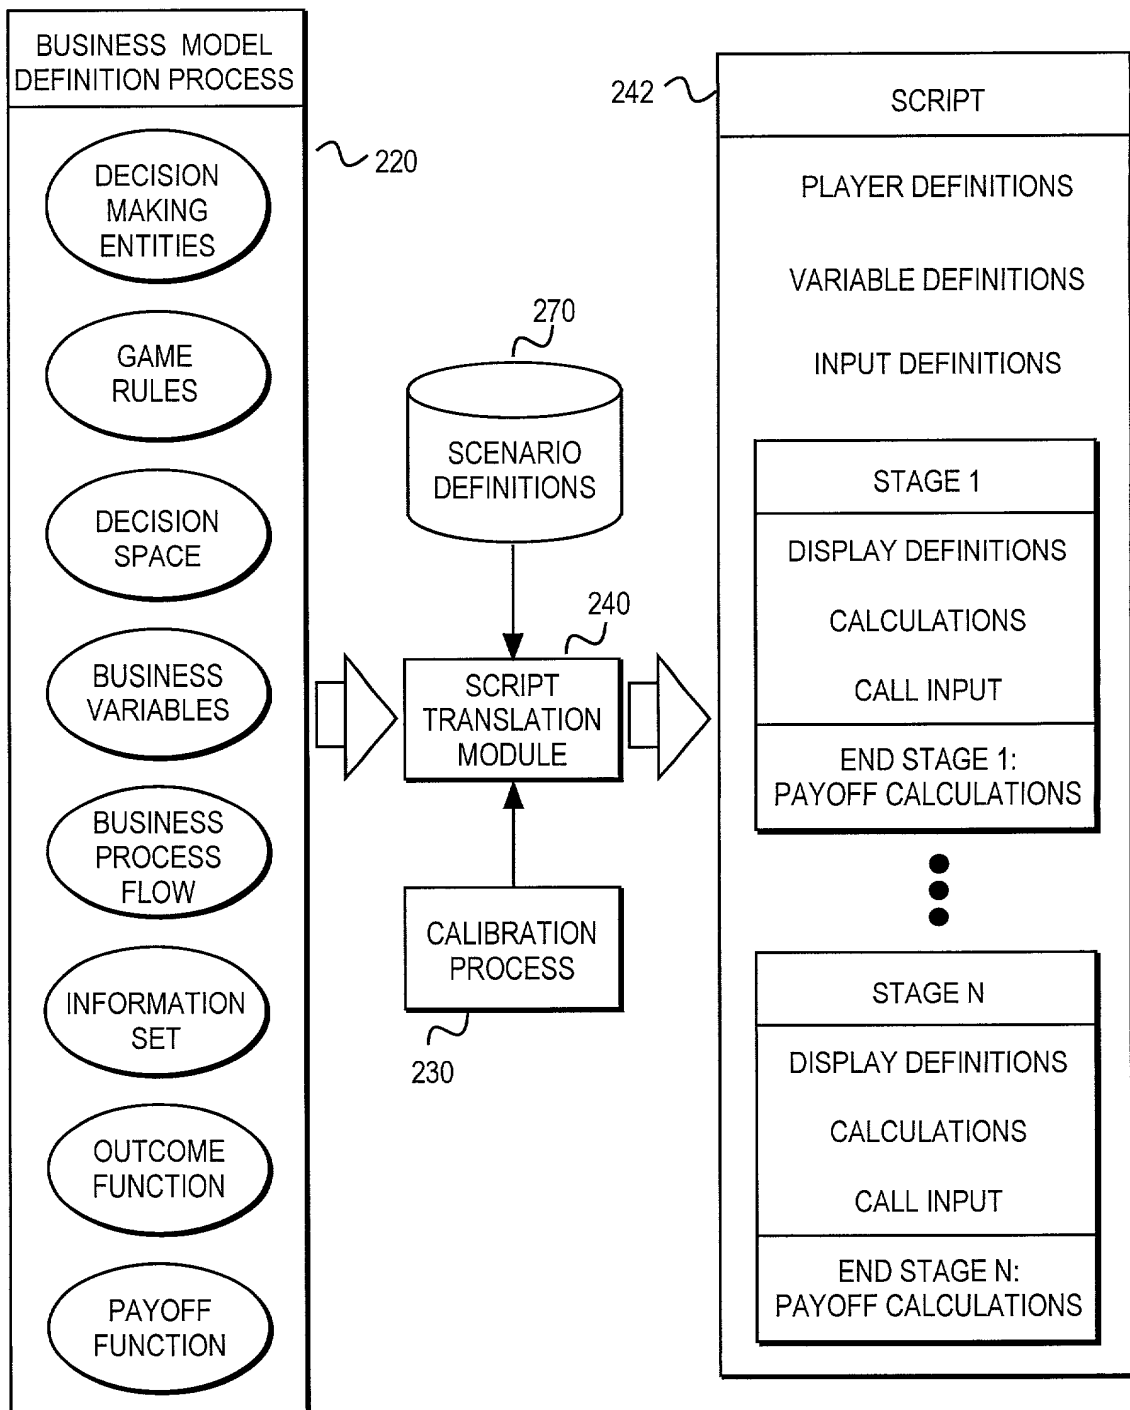 BUSINESS MODEL
DEFINITION PROCESS
220
DECISION
MAKING
ENTITIES
GAME
RULES
DECISION
SPACE
BUSINESS
VARIABLES
BUSINESS
PROCESS
FLOW
INFORMATION
SET
OUTCOME
FUNCTION
PAYOFF
FUNCTION
270
SCENARIO
DEFINITIONS
240
SCRIPT
TRANSLATION
MODULE
CALIBRATION
PROCESS
230
242
SCRIPT
PLAYER DEFINITIONS
VARIABLE DEFINITIONS
INPUT DEFINITIONS
STAGE 1
DISPLAY DEFINITIONS
CALCULATIONS
CALL INPUT
END STAGE 1:
PAYOFF CALCULATIONS
STAGE N
DISPLAY DEFINITIONS
CALCULATIONS
CALL INPUT
END STAGE N:
PAYOFF CALCULATIONS